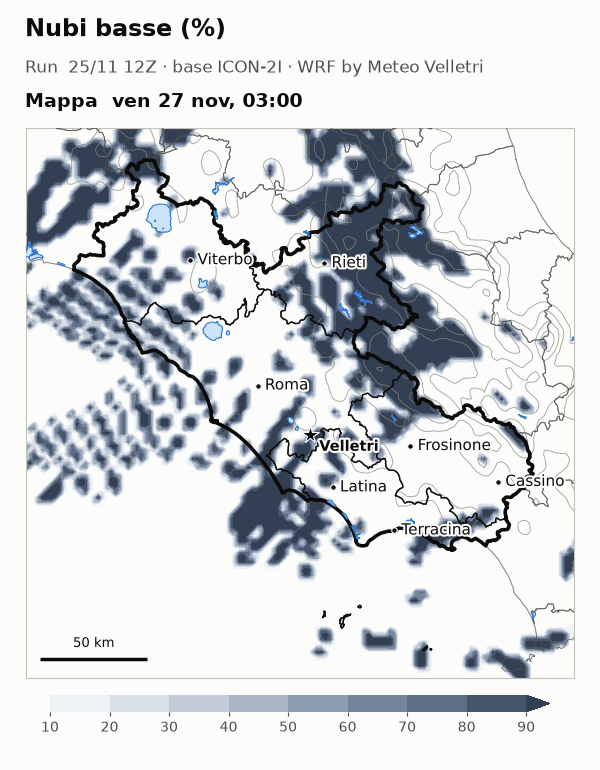 Nubi basse (%)
Run  25/11 12Z · base ICON-2I · WRF by Meteo Velletri
Mappa  ven 27 nov, 03:00
Viterbo
Rieti
Roma
Velletri
Frosinone
Cassino
Latina
Terracina
50 km
10 20 30 40 50 60 70 80 90